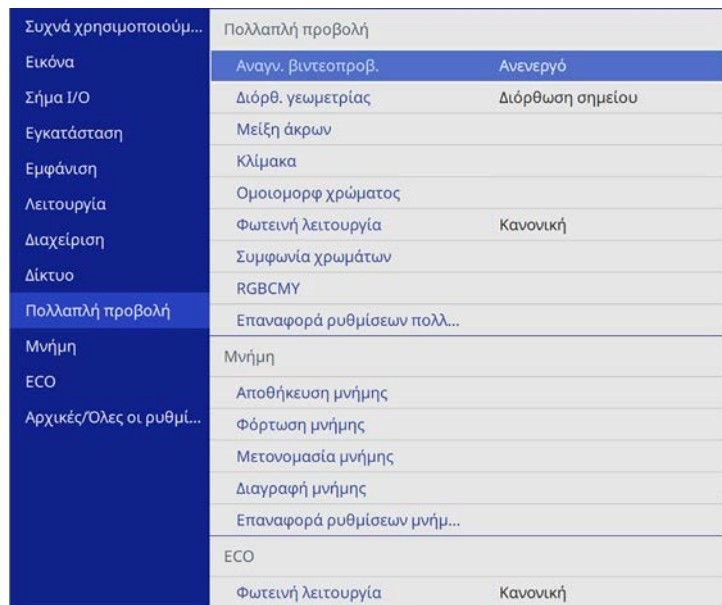 Συχνά χρησιμοποιούμ...
Εικόνα
Σήμα I/O
Εγκατάσταση
Εμφάνιση
Λειτουργία
Διαχείριση
Δίκτυο
Πολλαπλή προβολή
Μνήμη
ECO
Αρχικές/Όλες οι ρυθμί...
Πολλαπλή προβολή
Αναγν. βιντεοπροβ. Ανενεργό
Διόρθ. γεωμετρίας Διόρθωση σημείου
Μείξη άκρων
Κλίμακα
Ομοιομορφ χρώματος
Φωτεινή λειτουργία Κανονική
Συμφωνία χρωμάτων
RGBCMY
Επαναφορά ρυθμίσεων πολλ...
Μνήμη
Αποθήκευση μνήμης
Φόρτωση μνήμης
Μετονομασία μνήμης
Διαγραφή μνήμης
Επαναφορά ρυθμίσεων μνήμ...
ECO
Φωτεινή λειτουργία Κανονική